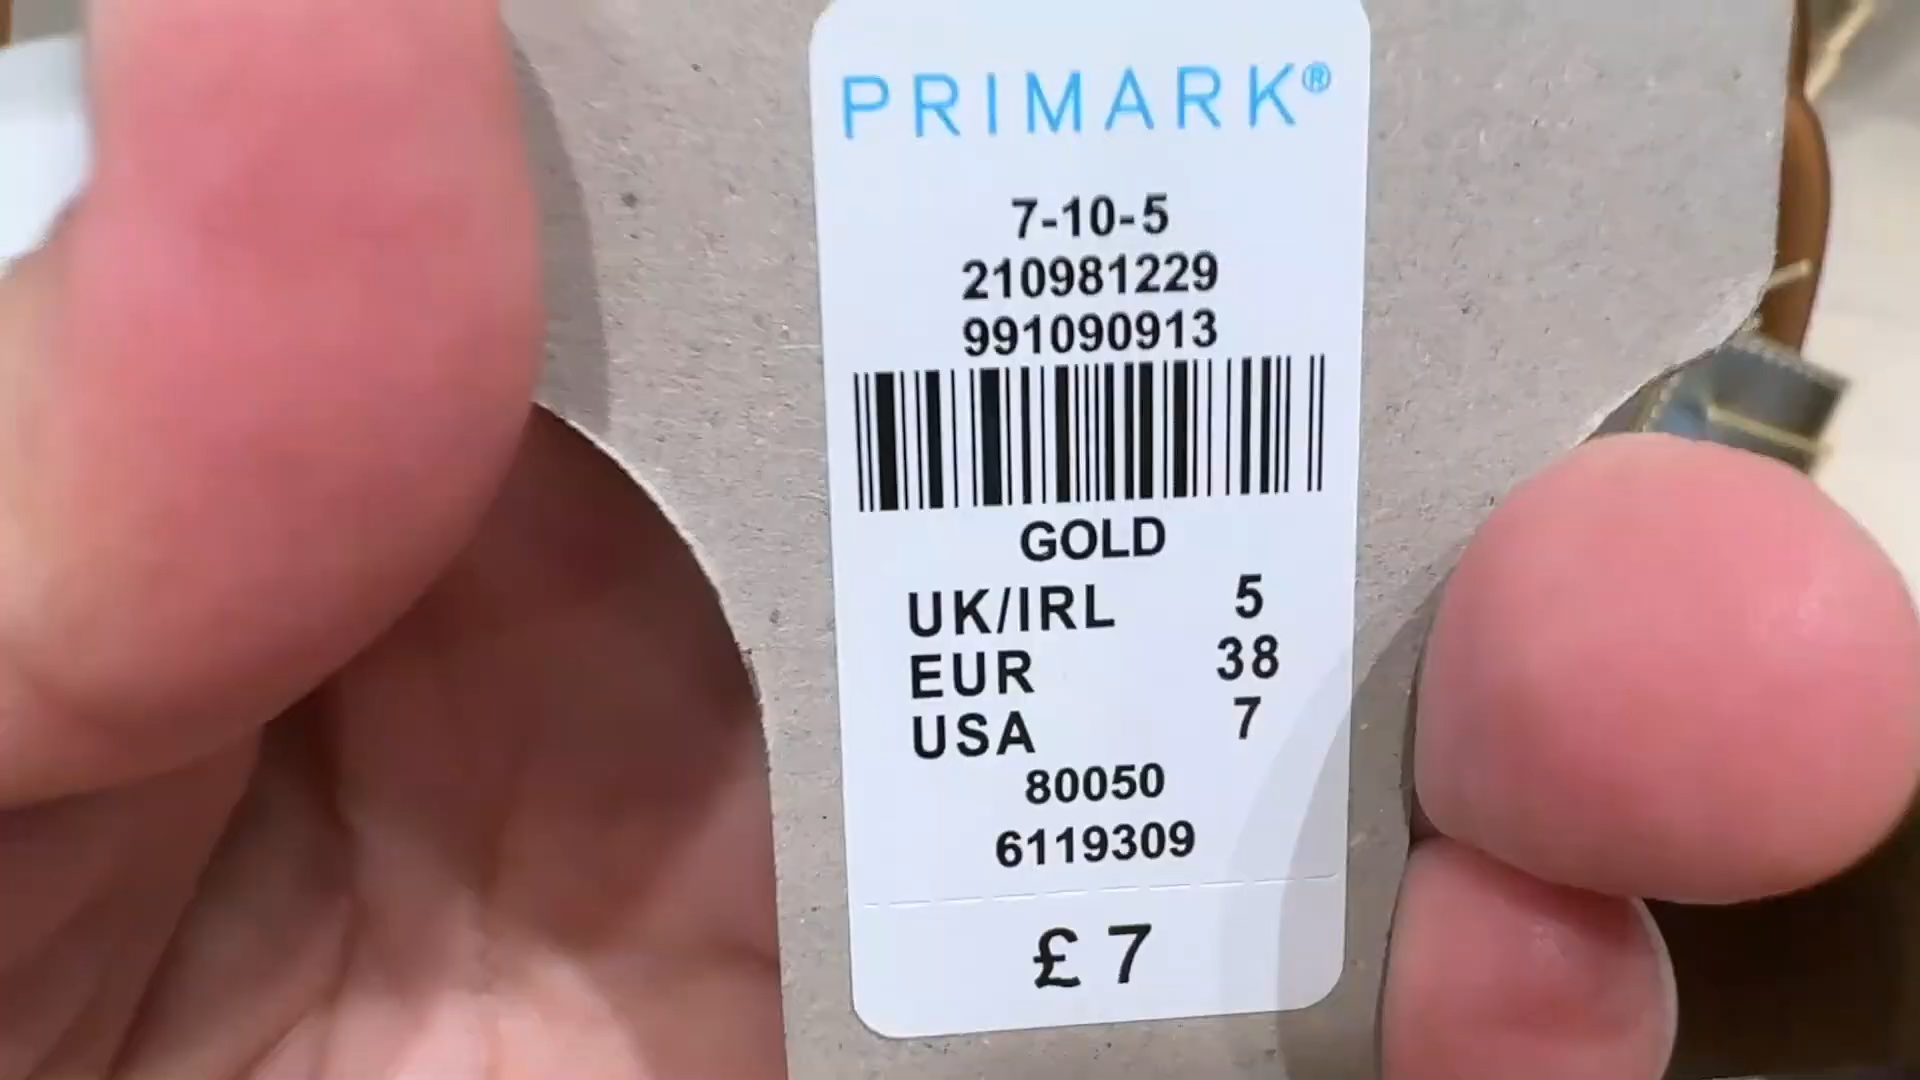 PRIMARK®
7-10-5
210981229
991090913
GOLD
UK/IRL 5
EUR 38
USA 7
80050
6119309
£7